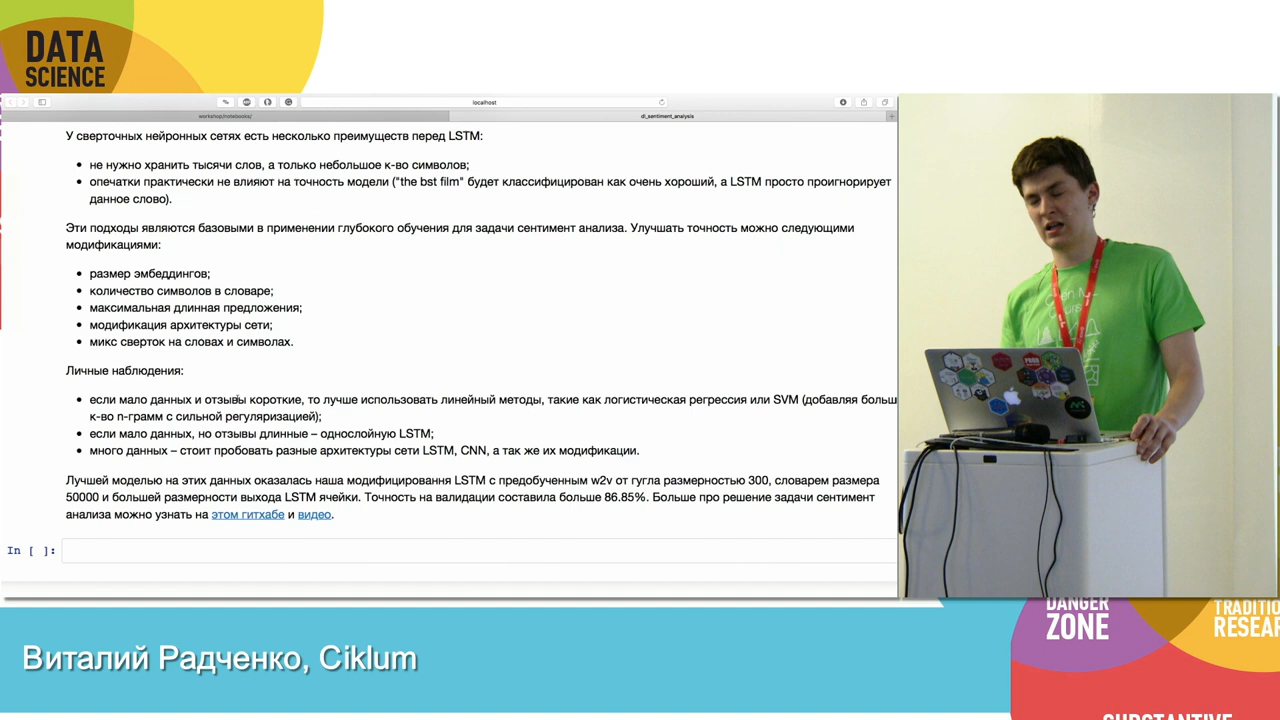 DATA
SCIENCE
localhost
workshop/notebooks/
dl_sentiment_analysis
У сверточных нейронных сетях есть несколько преимуществ перед LSTM:
не нужно хранить тысячи слов, а только небольшое к-во символов;
опечатки практически не влияют на точность модели ("the bst film" будет классифицирован как очень хороший, а LSTM просто проигнорирует
данное слово).
Эти подходы являются базовыми в применении глубокого обучения для задачи сентимент анализа. Улучшать точность можно следующими
модификациями:
размер эмбеддингов;
количество символов в словаре;
максимальная длинная предложения;
модификация архитектуры сети;
микс сверток на словах и символах.
Личные наблюдения:
если мало данных и отзывы короткие, то лучше использовать линейный методы, такие как логистическая регрессия или SVM (добавляя больш
к-во n-грамм с сильной регуляризацией);
если мало данных, но отзывы длинные – однослойную LSTM;
много данных – стоит пробовать разные архитектуры сети LSTM, CNN, а так же их модификации.
Лучшей моделью на этих данных оказалась наша модифицировання LSTM с предобученным w2v от гугла размерностью 300, словарем размера
50000 и большей размерности выхода LSTM ячейки. Точность на валидации составила больше 86.85%. Больше про решение задачи сентимент
анализа можно узнать на этом гитхабе и видео.
In [ ]:
DANGER
ZONE
TRADITIO
RESEAR
Виталий Радченко, Ciklum
SUBSTANTIVE